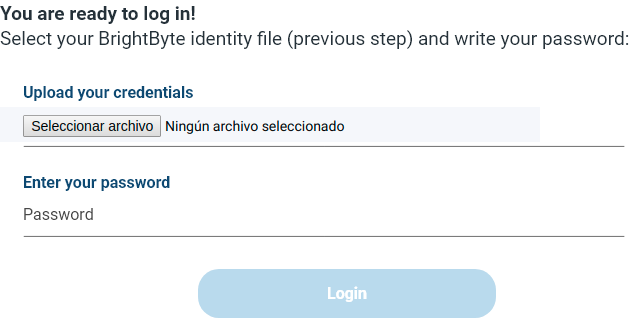 You are ready to log in!
Select your BrightByte identity file (previous step) and write your password:
Upload your credentials
Seleccionar archivo Ningún archivo seleccionado
Enter your password
Password
Login